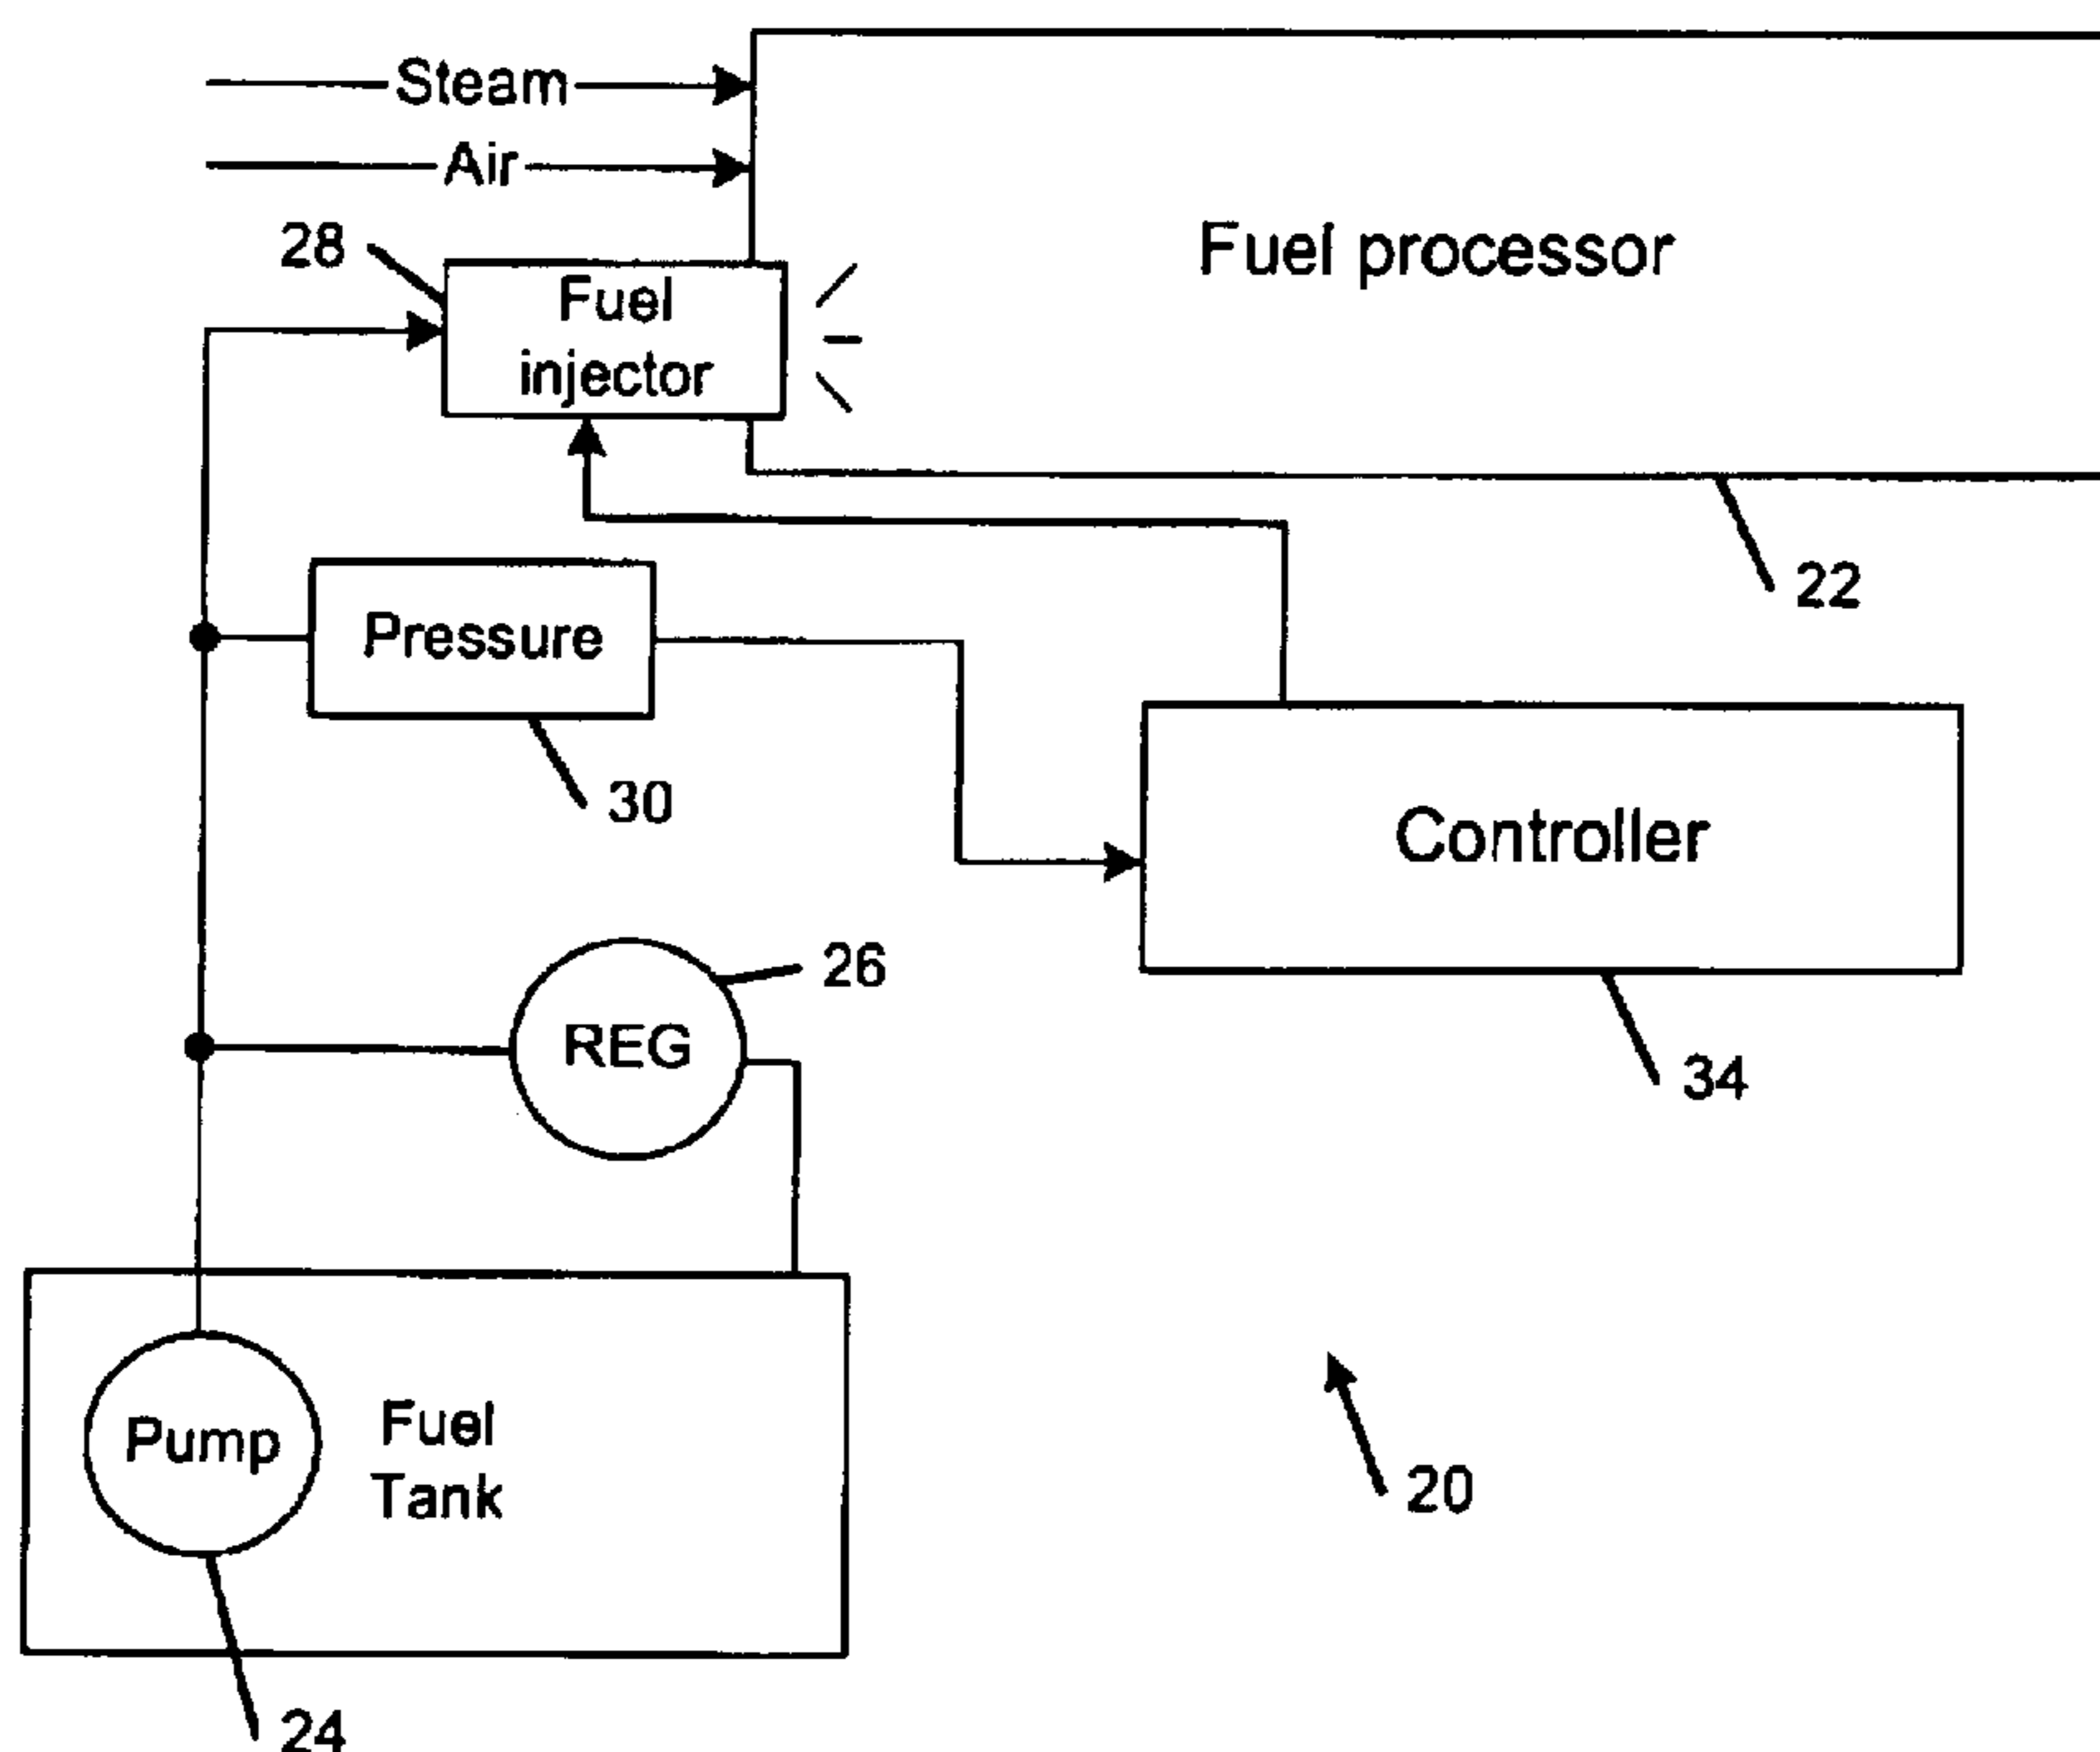 Steam
Air
28
Fuel processor
Fuel
injector
22
Pressure
30
Controller
26
REG
34
Pump
Fuel
Tank
20
24